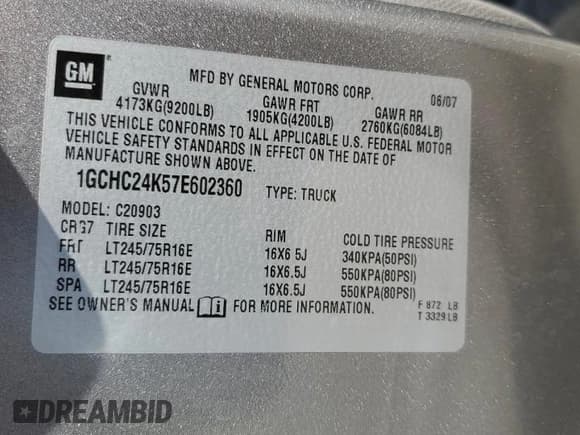 GM
MFD BY GENERAL MOTORS CORP. 06/07
GVWR GAWR FRT GAWR RR
4173KG(9200LB) 1905KG(4200LB) 2760KG(6084LB)
THIS VEHICLE CONFORMS TO ALL APPLICABLE U.S. FEDERAL MOTOR
VEHICLE SAFETY STANDARDS IN EFFECT ON THE DATE OF
MANUFACTURE SHOWN ABOVE.
1GCHC24K57E602360 TYPE: TRUCK
MODEL: C20903
CRG7 TIRE SIZE RIM COLD TIRE PRESSURE
FRT LT245/75R16E 16X6.5J 340KPA(50PSI)
RR LT245/75R16E 16X6.5J 550KPA(80PSI)
SPA LT245/75R16E 16X6.5J 550KPA(80PSI)
SEE OWNER'S MANUAL FOR MORE INFORMATION.
F 872 LB
T 3329 LB
DREAMBID